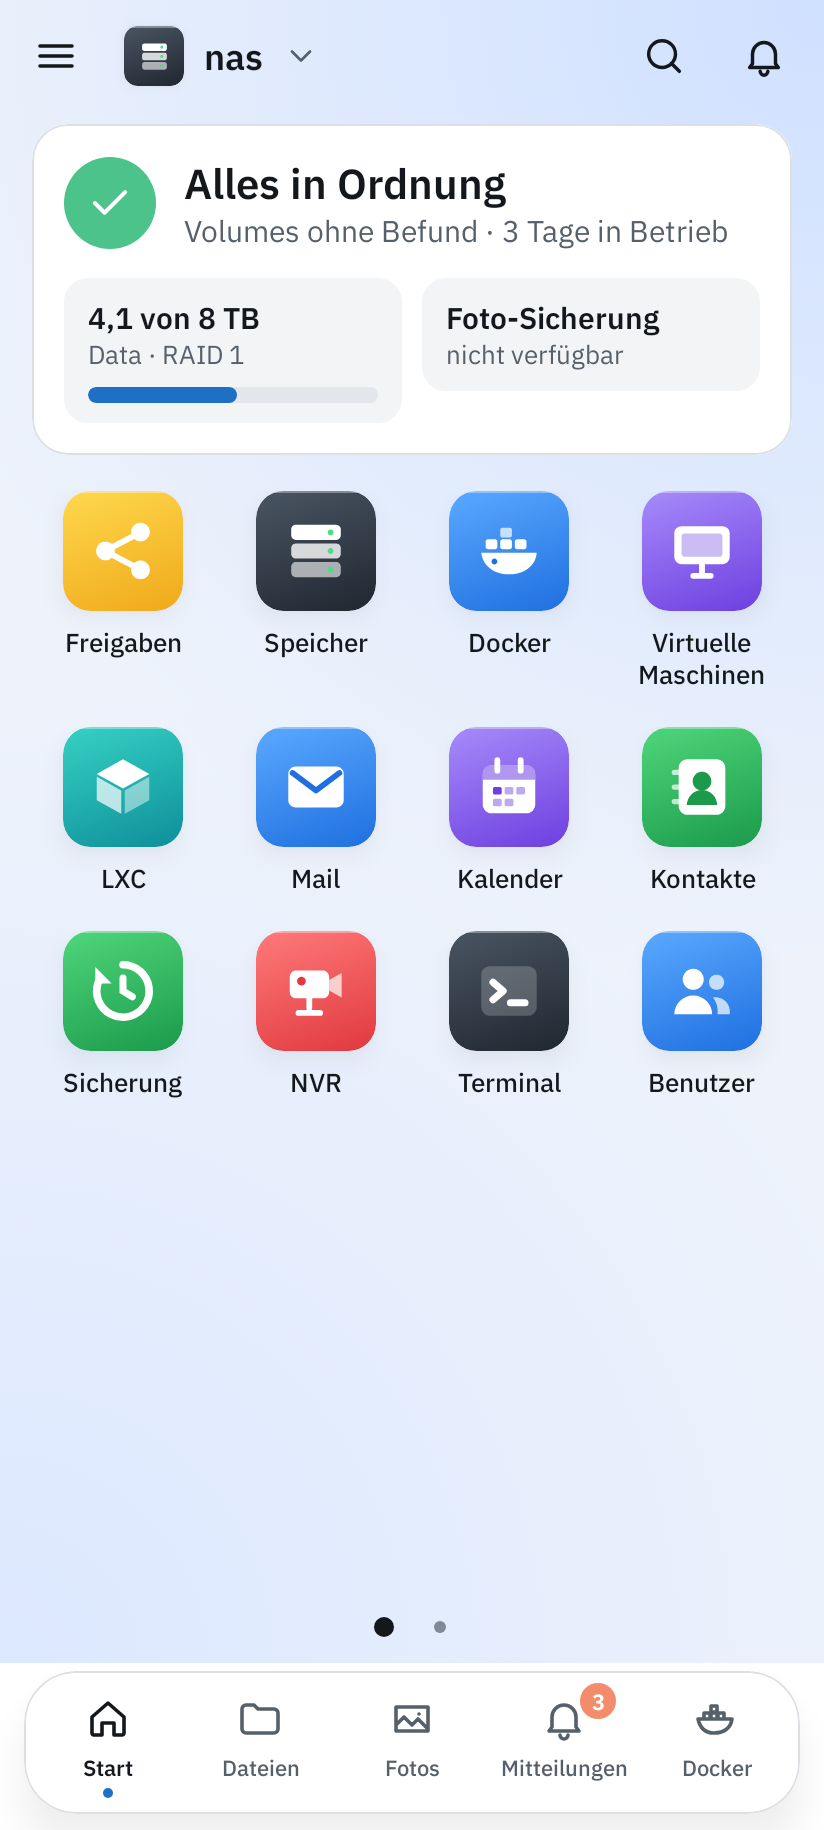 nas
Alles in Ordnung
Volumes ohne Befund · 3 Tage in Betrieb
4,1 von 8 TB
Data · RAID 1
Foto-Sicherung
nicht verfügbar
Freigaben
Speicher
Docker
Virtuelle
Maschinen
LXC
Mail
Kalender
Kontakte
Sicherung
NVR
Terminal
Benutzer
3
Start
Dateien
Fotos
Mitteilungen
Docker